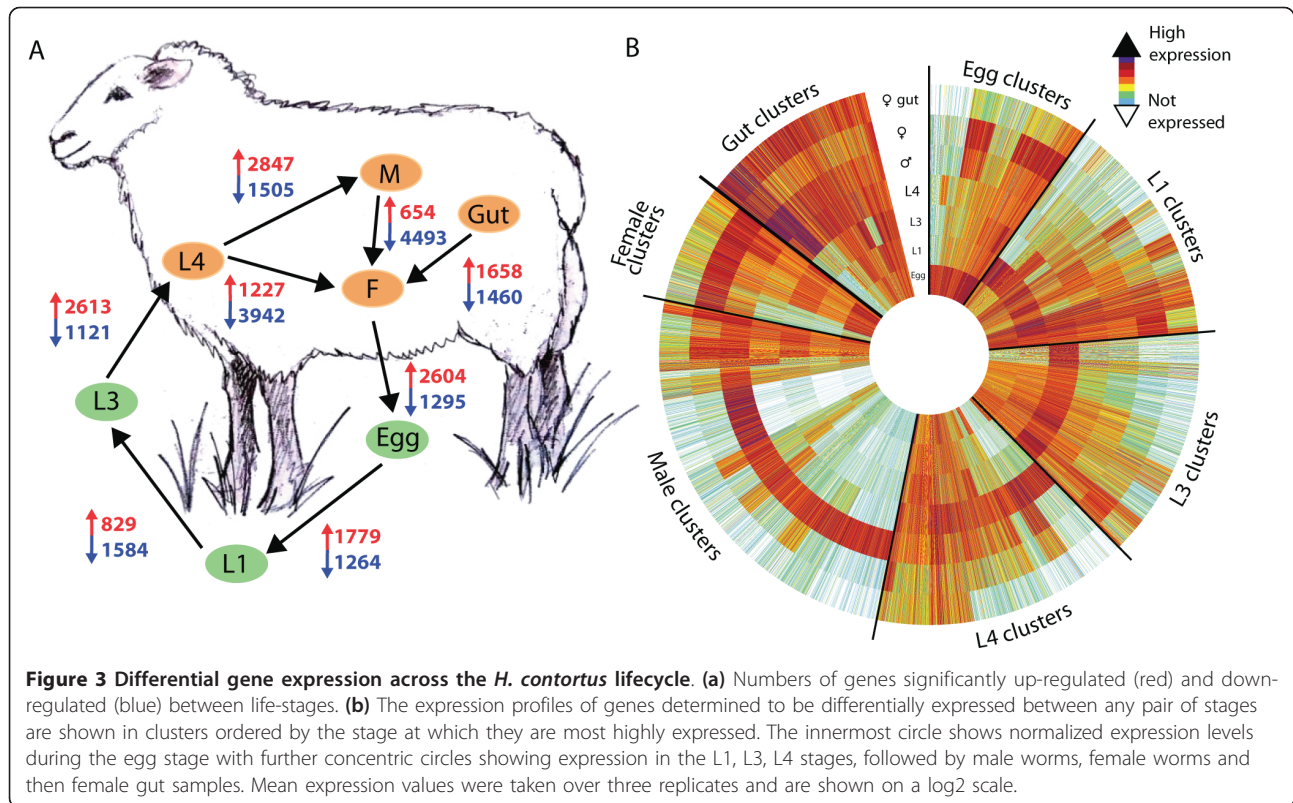 A
↑2847
↓1505
M
↑654
↓4493
Gut
L4
F
↑1658
↓1460
↑1227
↓3942
↑2613
↓1121
L3
↑2604
↓1295
Egg
↑829
↓1584
L1
↑1779
↓1264
B
High
expression
Not
expressed
Egg clusters
L1 clusters
L3 clusters
L4 clusters
Male clusters
Female
clusters
Gut clusters
♀ gut
♀
♂
L4
L3
L1
Egg
Figure 3 Differential gene expression across the H. contortus lifecycle. (a) Numbers of genes significantly up-regulated (red) and down-
regulated (blue) between life-stages. (b) The expression profiles of genes determined to be differentially expressed between any pair of stages
are shown in clusters ordered by the stage at which they are most highly expressed. The innermost circle shows normalized expression levels
during the egg stage with further concentric circles showing expression in the L1, L3, L4 stages, followed by male worms, female worms and
then female gut samples. Mean expression values were taken over three replicates and are shown on a log2 scale.